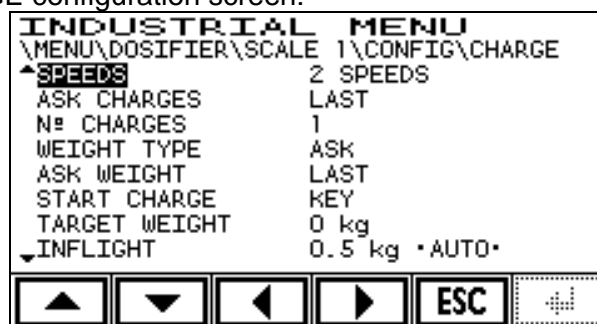 INDUSTRIAL MENU
\MENU\DOSIFIER\SCALE 1\CONFIG\CHARGE
SPEEDS 2 SPEEDS
ASK CHARGES LAST
Nº CHARGES 1
WEIGHT TYPE ASK
ASK WEIGHT LAST
START CHARGE KEY
TARGET WEIGHT 0 kg
INFLIGHT 0.5 kg ·AUTO·
ESC